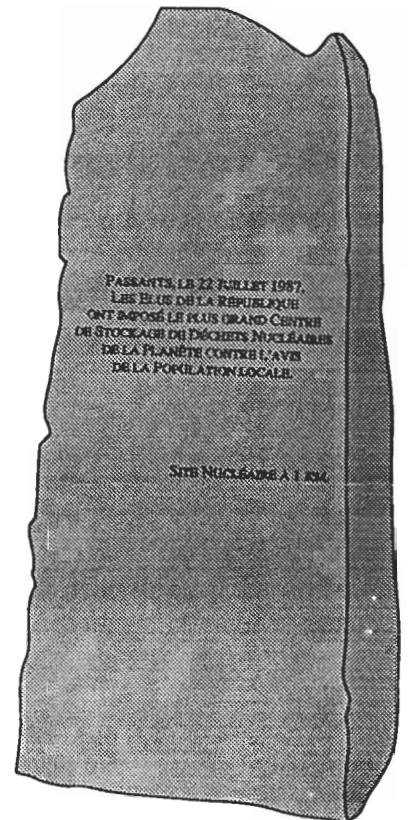 PASSANTS, LE 22 JUILLET 1987,
LES ELUS DE LA RÉPUBLIQUE
ONT IMPOSÉ LE PLUS GRAND CENTRE
DE STOCKAGE DE DÉCHETS NUCLÉAIRES
DE LA PLANÈTE CONTRE L'AVIS
DE LA POPULATION LOCALE.
SITE NUCLÉAIRE À 1 KM.